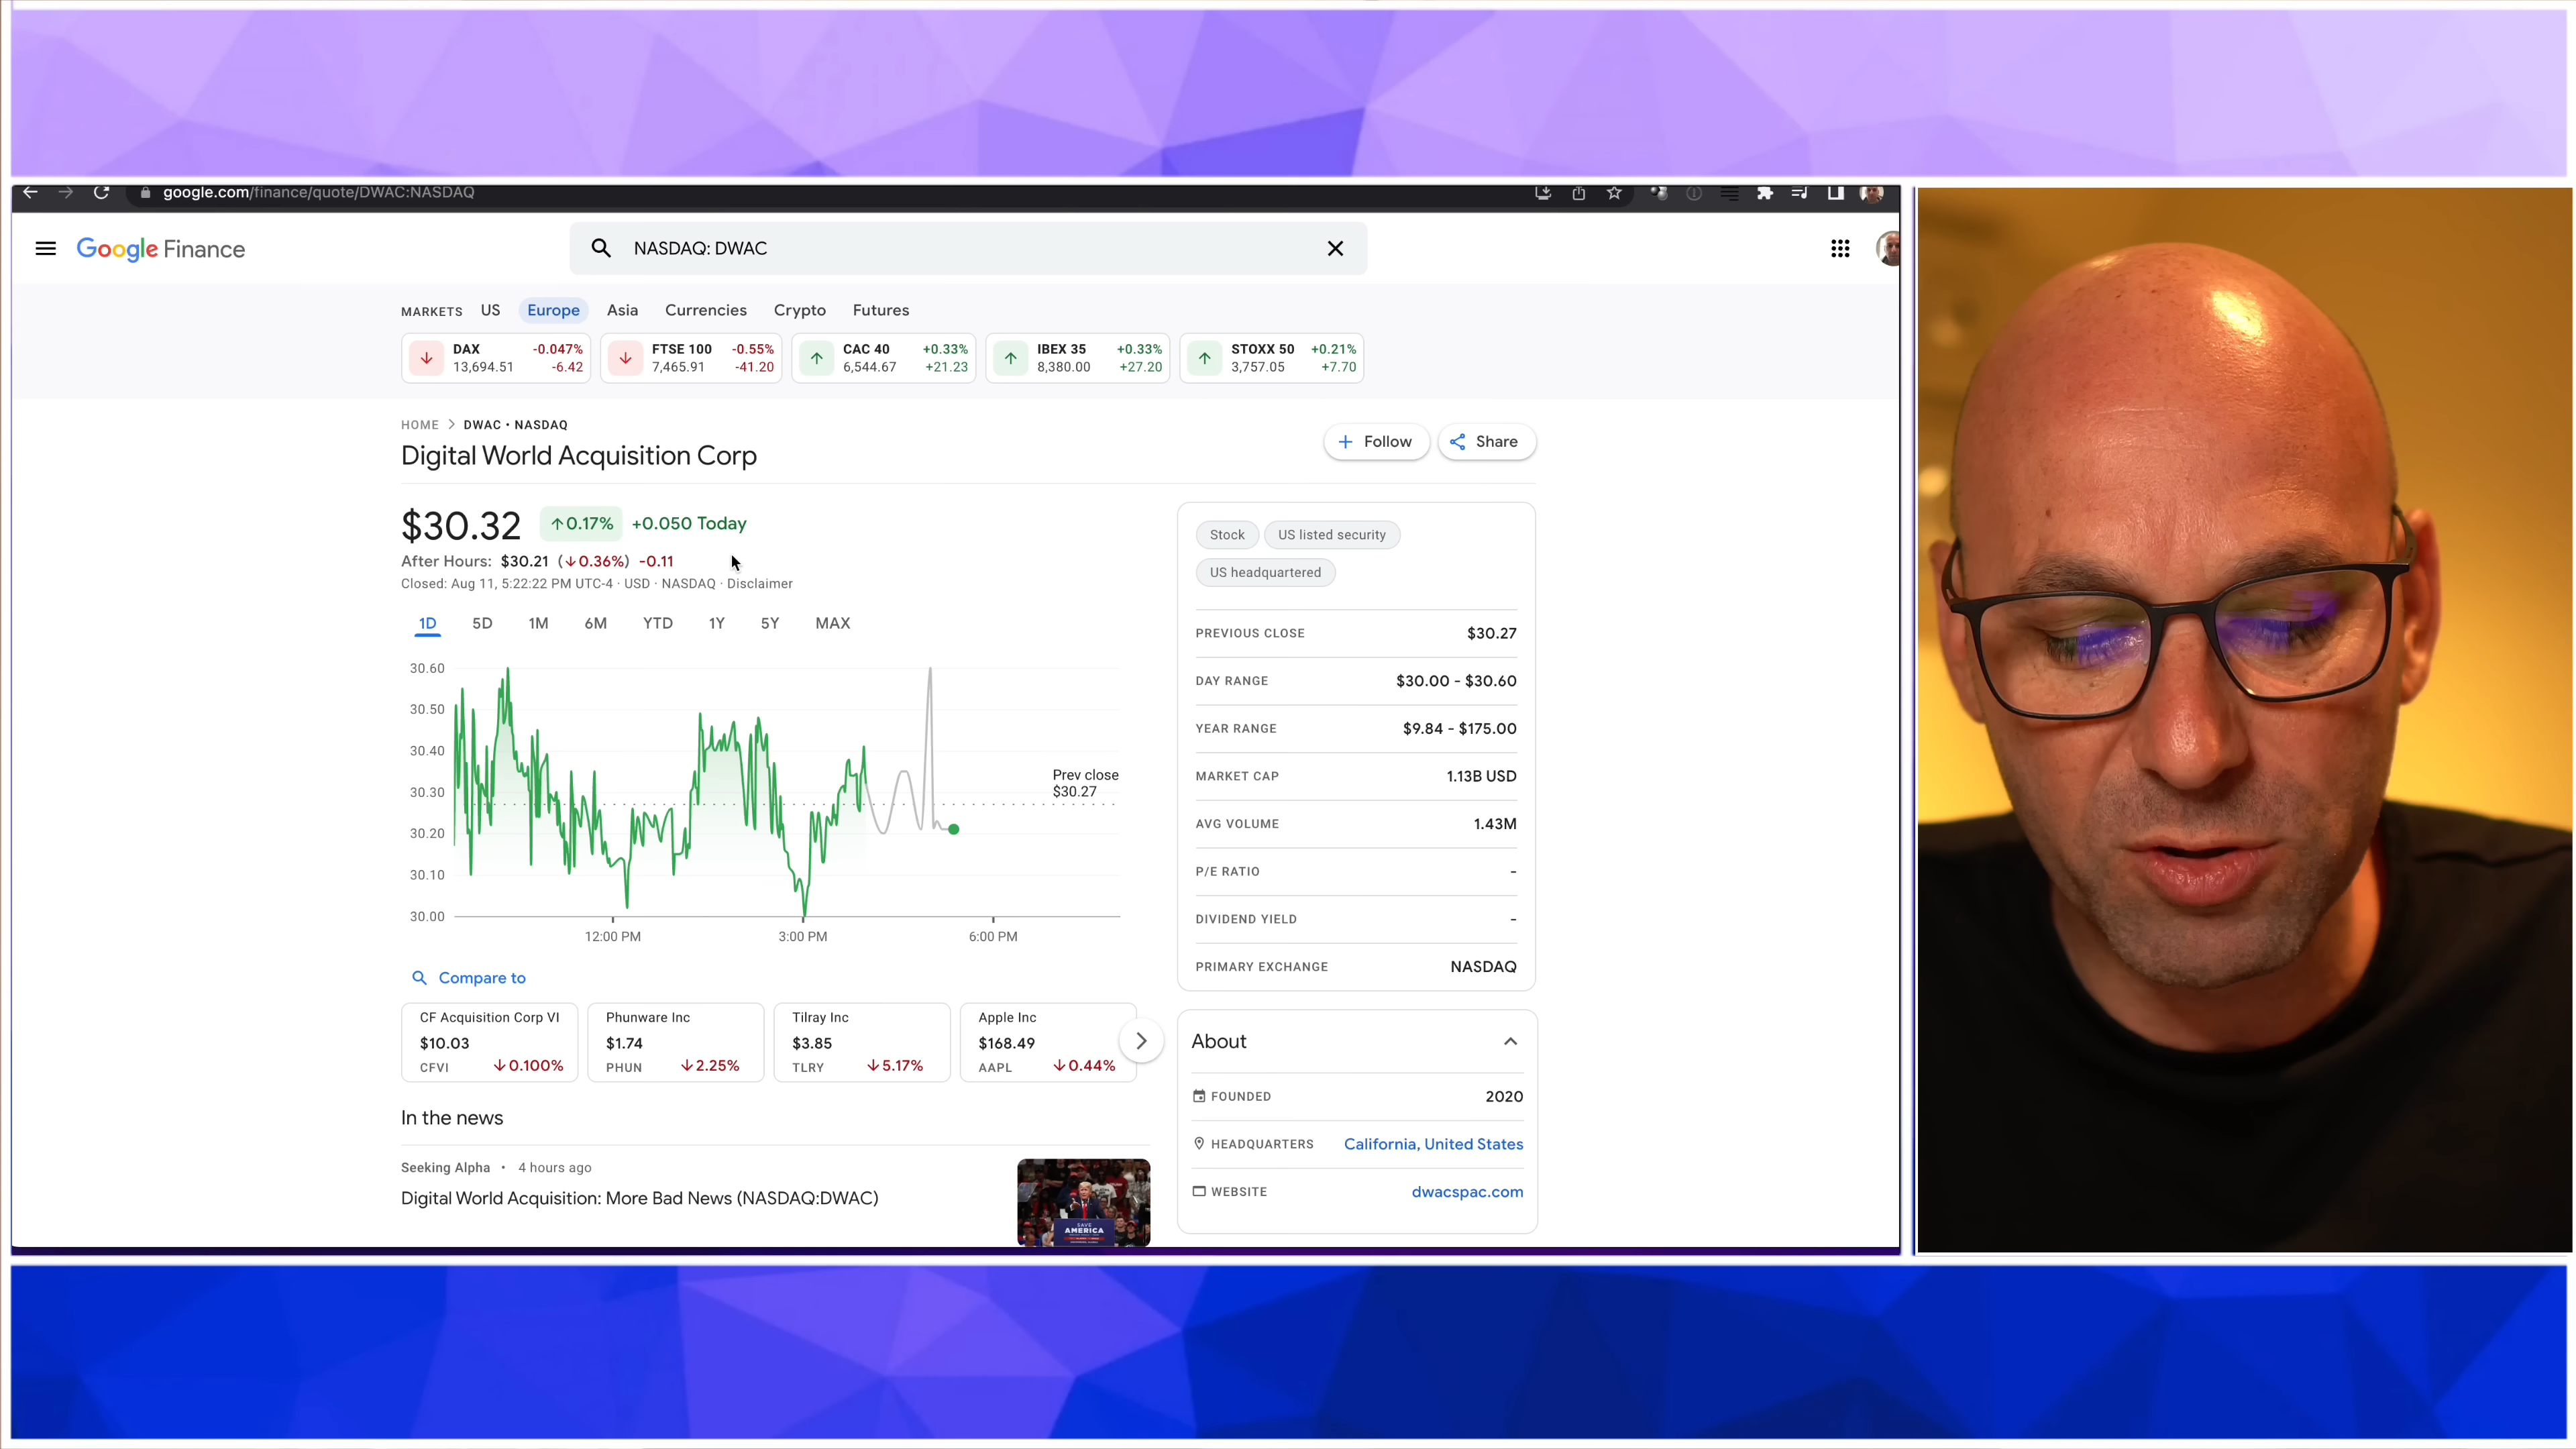 google.com/finance/quote/DWAC:NASDAQ
Google Finance
NASDAQ: DWAC
MARKETS US Europe Asia Currencies Crypto Futures
DAX -0.047% FTSE 100 -0.55% CAC 40 +0.33% IBEX 35 +0.33% STOXX 50 +0.21%
13,694.51 -6.42 7,465.91 -41.20 6,544.67 +21.23 8,380.00 +27.20 3,757.05 +7.70
HOME > DWAC • NASDAQ
Digital World Acquisition Corp
+ Follow Share
$30.32 ↑0.17% +0.050 Today
After Hours: $30.21 (↓0.36%) -0.11
Closed: Aug 11, 5:22:22 PM UTC-4 · USD · NASDAQ · Disclaimer
1D 5D 1M 6M YTD 1Y 5Y MAX
30.60
30.50
30.40
30.30
30.20
30.10
30.00
Prev close
$30.27
12:00 PM 3:00 PM 6:00 PM
Stock US listed security
US headquartered
PREVIOUS CLOSE $30.27
DAY RANGE $30.00 - $30.60
YEAR RANGE $9.84 - $175.00
MARKET CAP 1.13B USD
AVG VOLUME 1.43M
P/E RATIO -
DIVIDEND YIELD -
PRIMARY EXCHANGE NASDAQ
Compare to
CF Acquisition Corp VI Phunware Inc Tilray Inc Apple Inc
$10.03 $1.74 $3.85 $168.49
CFVI ↓0.100% PHUN ↓2.25% TLRY ↓5.17% AAPL ↓0.44%
About
FOUNDED 2020
HEADQUARTERS California, United States
WEBSITE dwacspac.com
In the news
Seeking Alpha • 4 hours ago
Digital World Acquisition: More Bad News (NASDAQ:DWAC)
SAVE
AMERICA